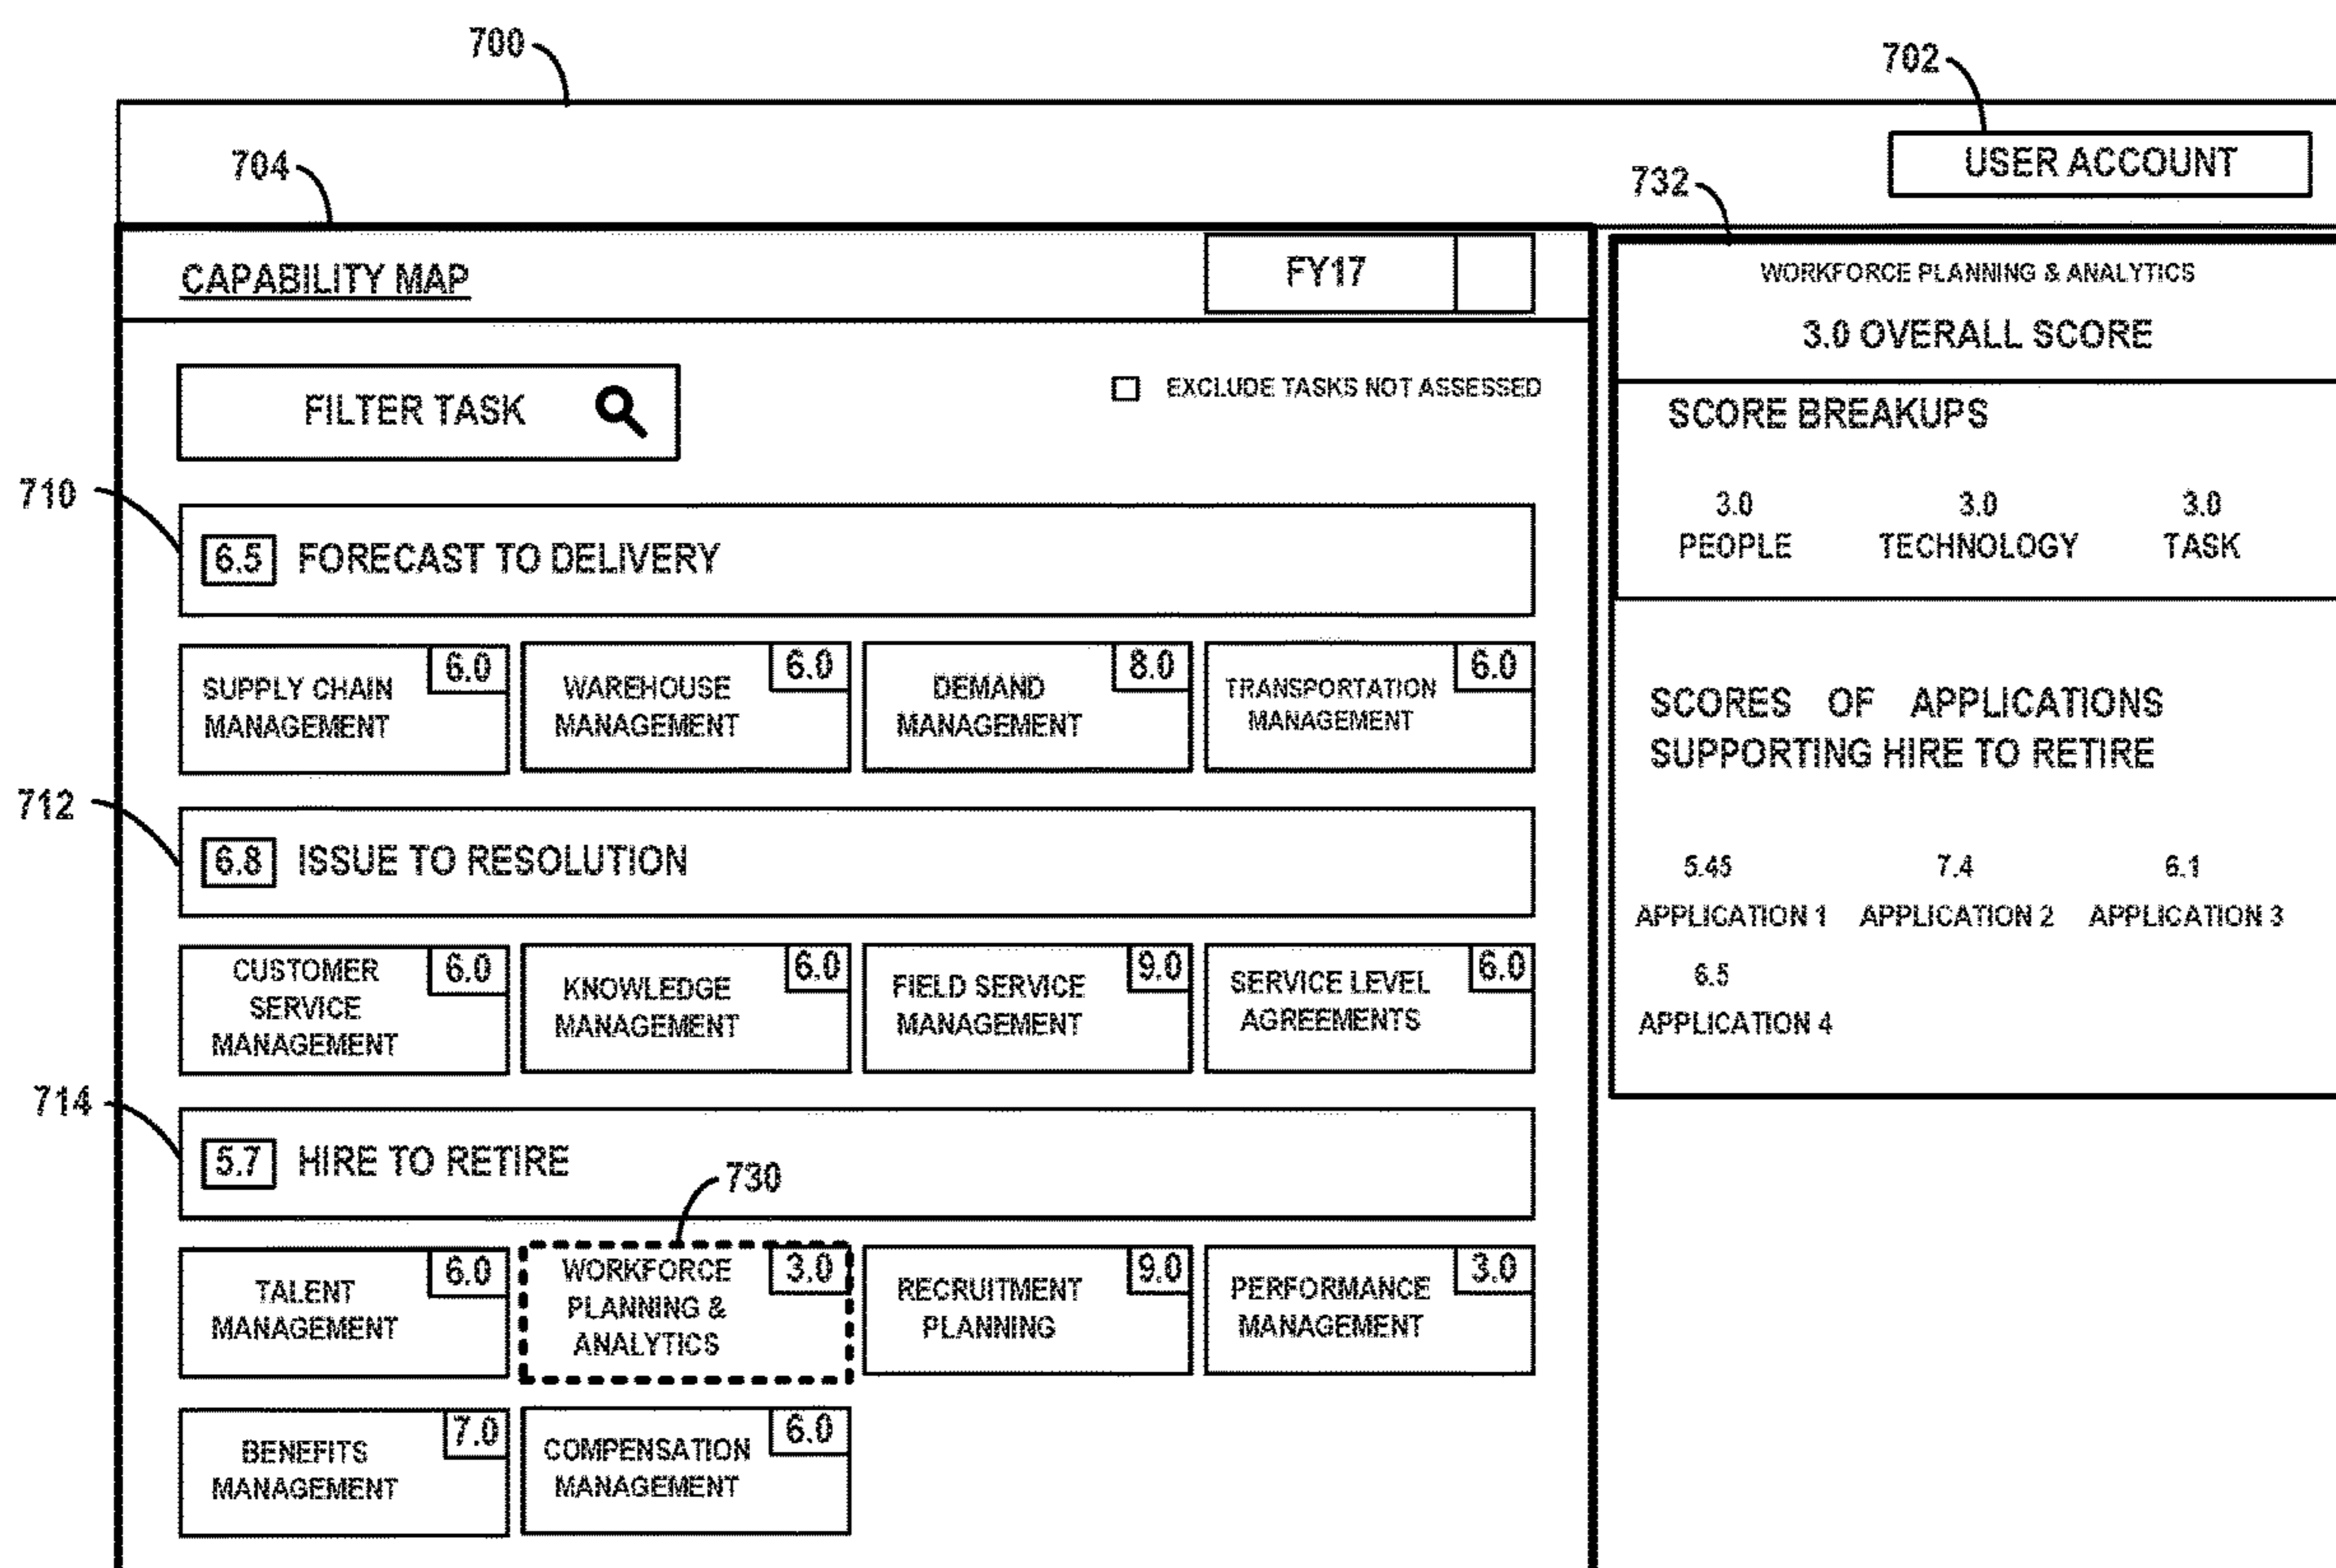 700
702
704
732
USER ACCOUNT
CAPABILITY MAP
FY17
FILTER TASK
EXCLUDE TASKS NOT ASSESSED
710
6.5 FORECAST TO DELIVERY
SUPPLY CHAIN
MANAGEMENT
6.0
WAREHOUSE
MANAGEMENT
6.0
DEMAND
MANAGEMENT
8.0
TRANSPORTATION
MANAGEMENT
6.0
712
6.8 ISSUE TO RESOLUTION
CUSTOMER
SERVICE
MANAGEMENT
6.0
KNOWLEDGE
MANAGEMENT
6.0
FIELD SERVICE
MANAGEMENT
9.0
SERVICE LEVEL
AGREEMENTS
6.0
714
5.7 HIRE TO RETIRE
730
TALENT
MANAGEMENT
6.0
WORKFORCE
PLANNING &
ANALYTICS
3.0
RECRUITMENT
PLANNING
9.0
PERFORMANCE
MANAGEMENT
3.0
BENEFITS
MANAGEMENT
7.0
COMPENSATION
MANAGEMENT
6.0
WORKFORCE PLANNING & ANALYTICS
3.0 OVERALL SCORE
SCORE BREAKUPS
3.0 3.0 3.0
PEOPLE TECHNOLOGY TASK
SCORES OF APPLICATIONS
SUPPORTING HIRE TO RETIRE
5.45 7.4 6.1
APPLICATION 1 APPLICATION 2 APPLICATION 3
6.5
APPLICATION 4